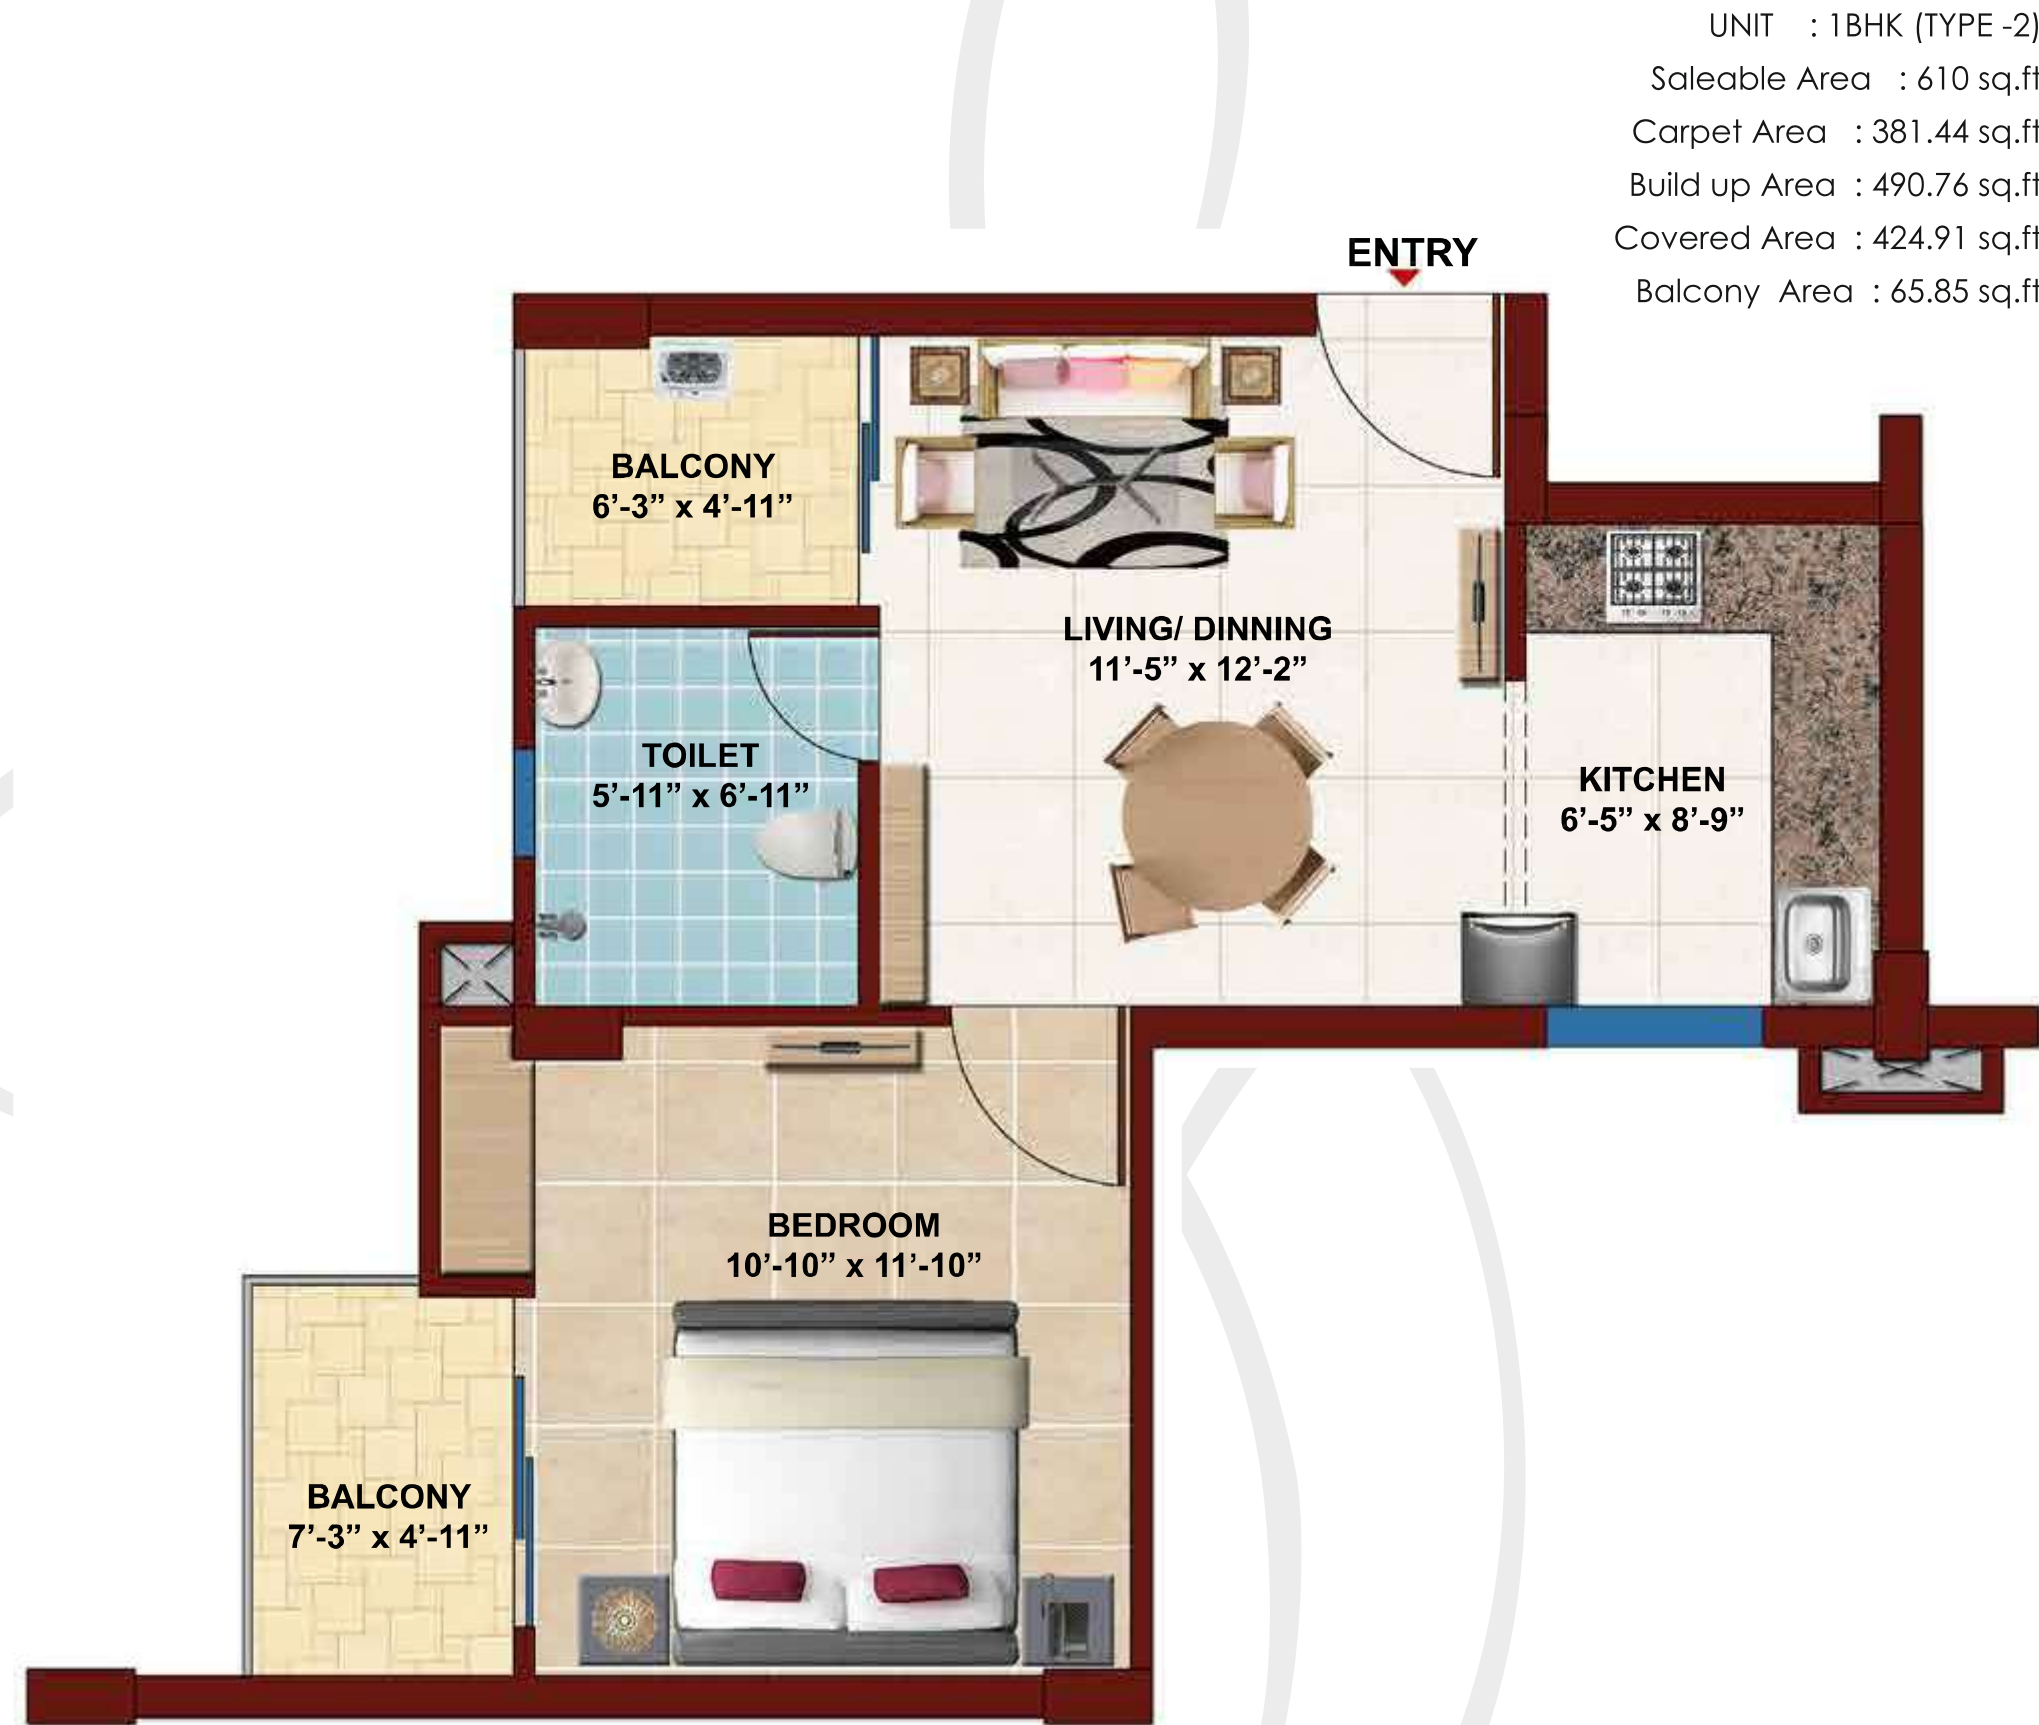 UNIT : 1BHK (TYPE -2)
Saleable Area : 610 sq.ft
Carpet Area : 381.44 sq.ft
Build up Area : 490.76 sq.ft
Covered Area : 424.91 sq.ft
Balcony Area : 65.85 sq.ft
ENTRY
BALCONY
6’-3” x 4’-11”
LIVING/ DINNING
11’-5” x 12’-2”
TOILET
5’-11” x 6’-11”
KITCHEN
6’-5” x 8’-9”
BEDROOM
10’-10” x 11’-10”
BALCONY
7’-3” x 4’-11”